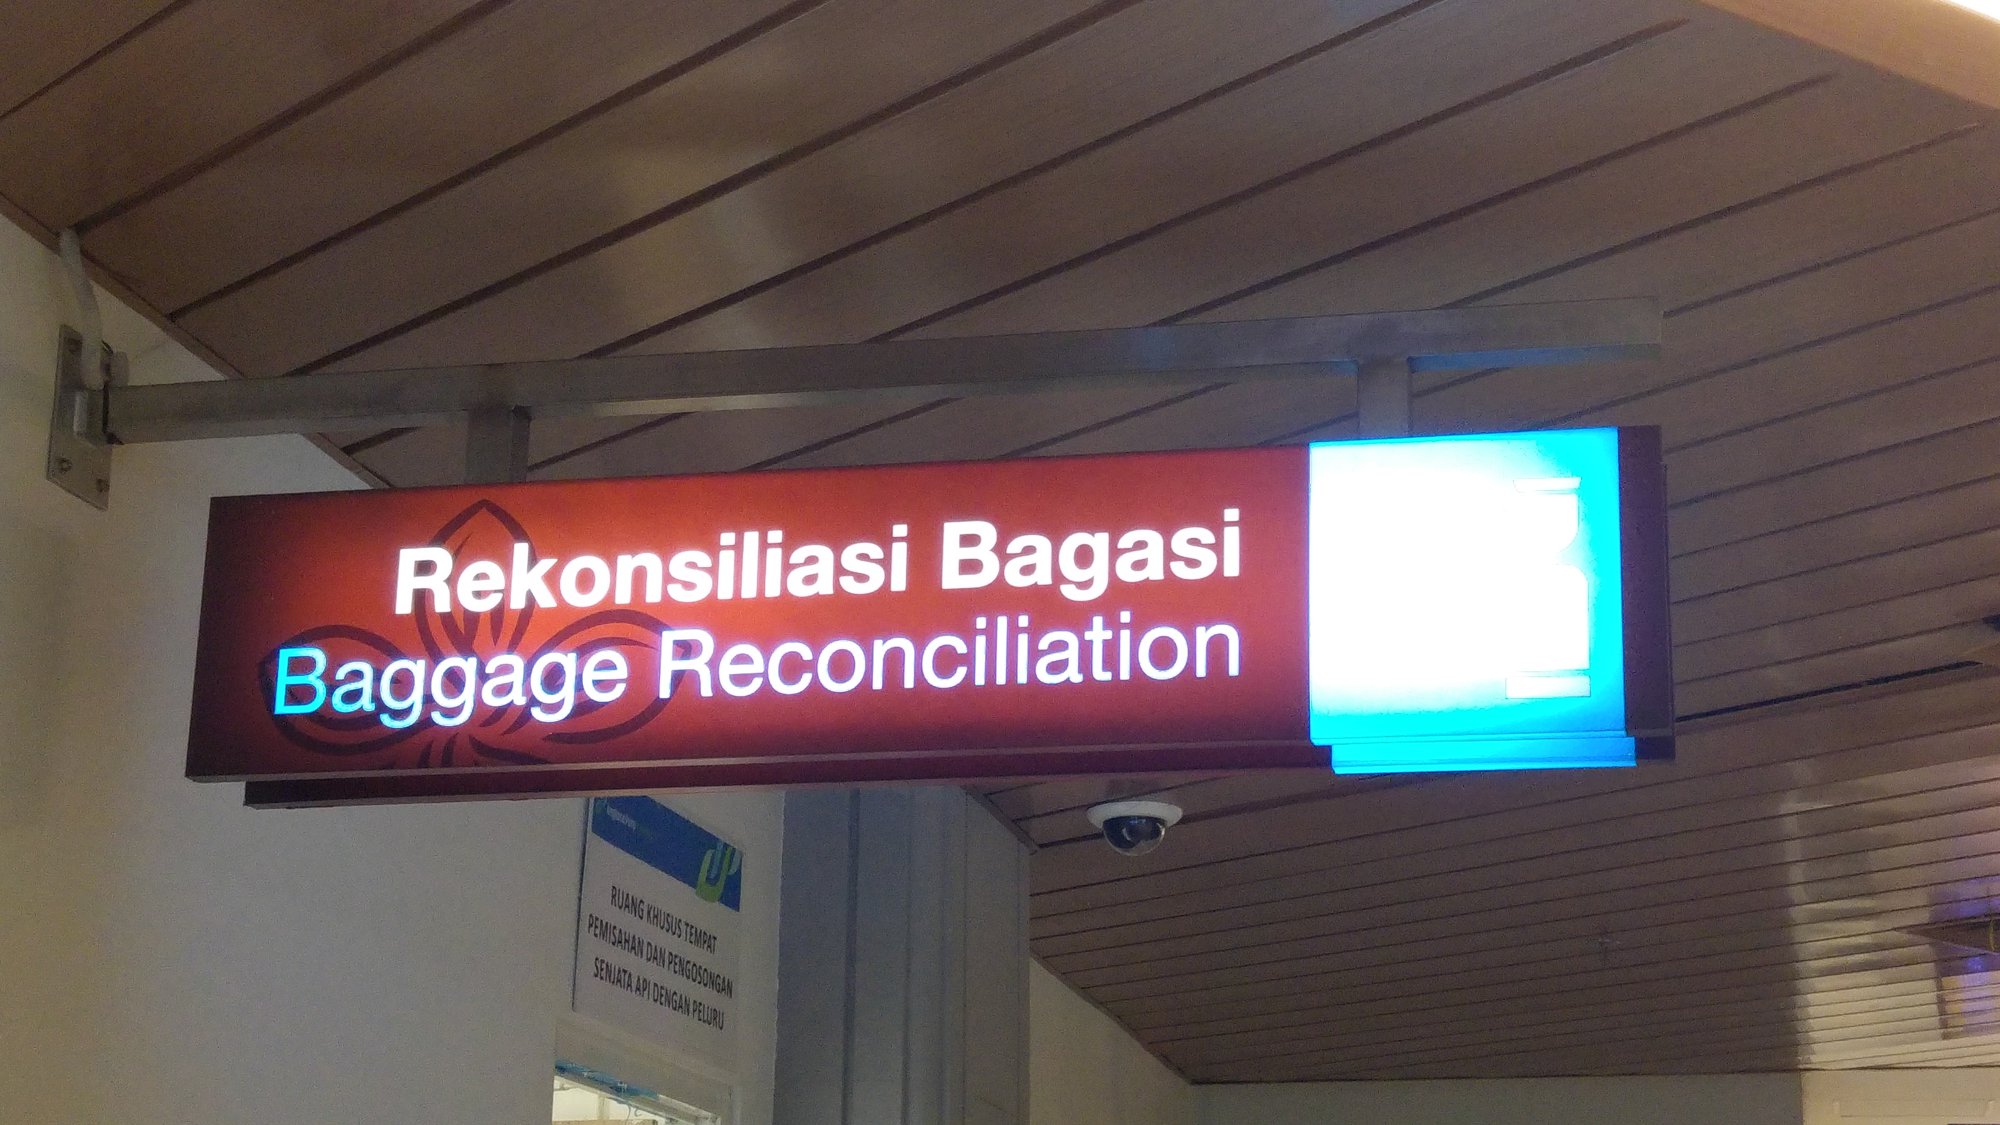 Rekonsiliasi Bagasi
Baggage Reconciliation
RUANG KHUSUS TEMPAT
PEMISAHAN DAN PENGOSONGAN
SENJATA API DENGAN PELURU